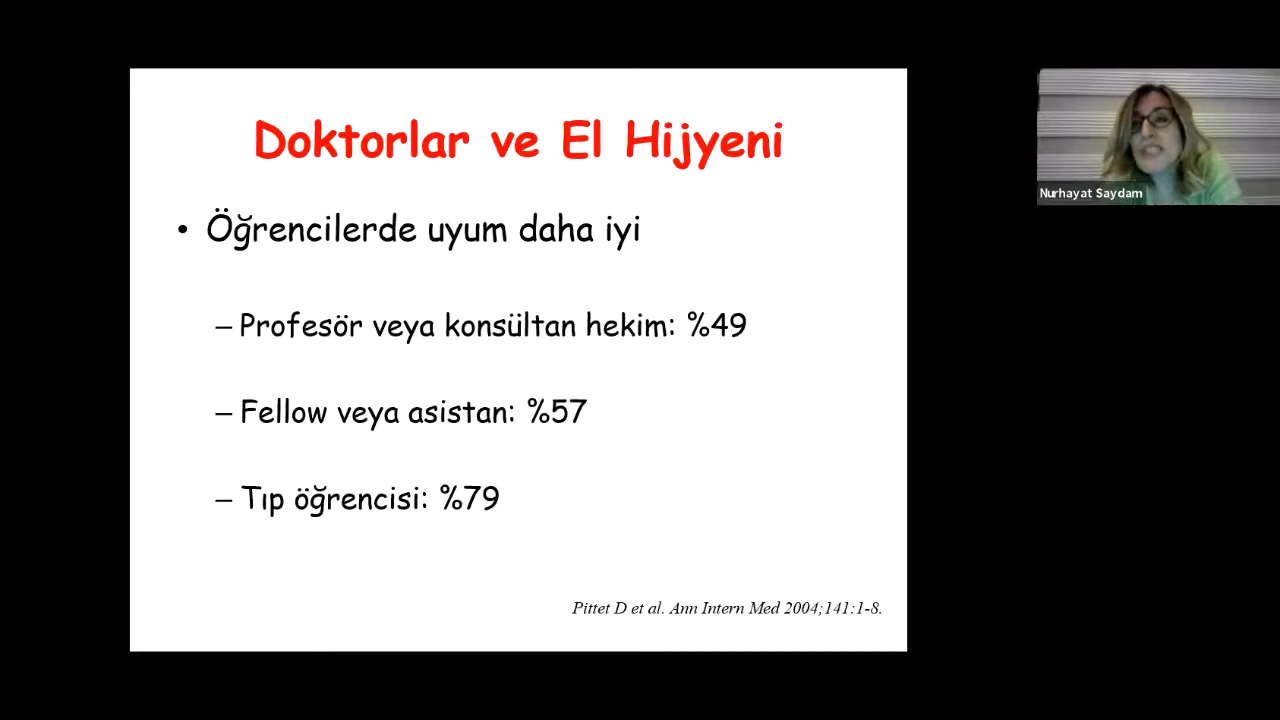 Doktorlar ve El Hijyeni
• Öğrencilerde uyum daha iyi
– Profesör veya konsültan hekim: %49
– Fellow veya asistan: %57
– Tıp öğrencisi: %79
Pittet D et al. Ann Intern Med 2004;141:1-8.
Nurhayat Saydam